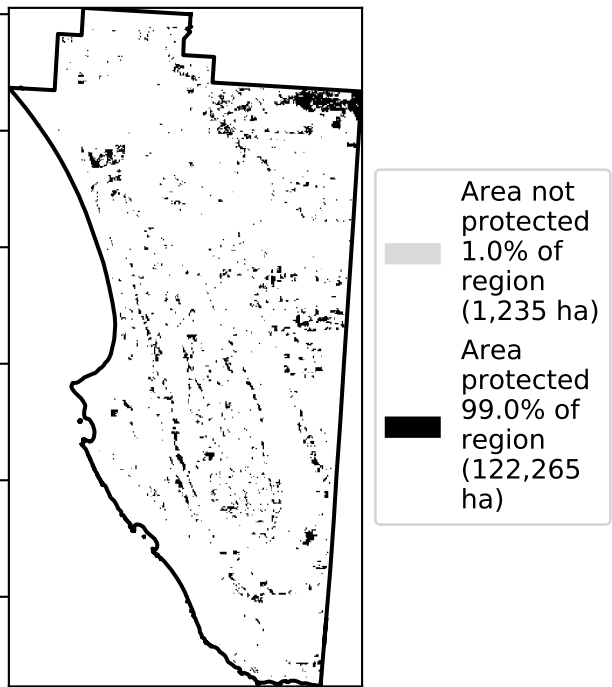 Area not
protected
1.0% of
region
(1,235 ha)
Area
protected
99.0% of
region
(122,265
ha)